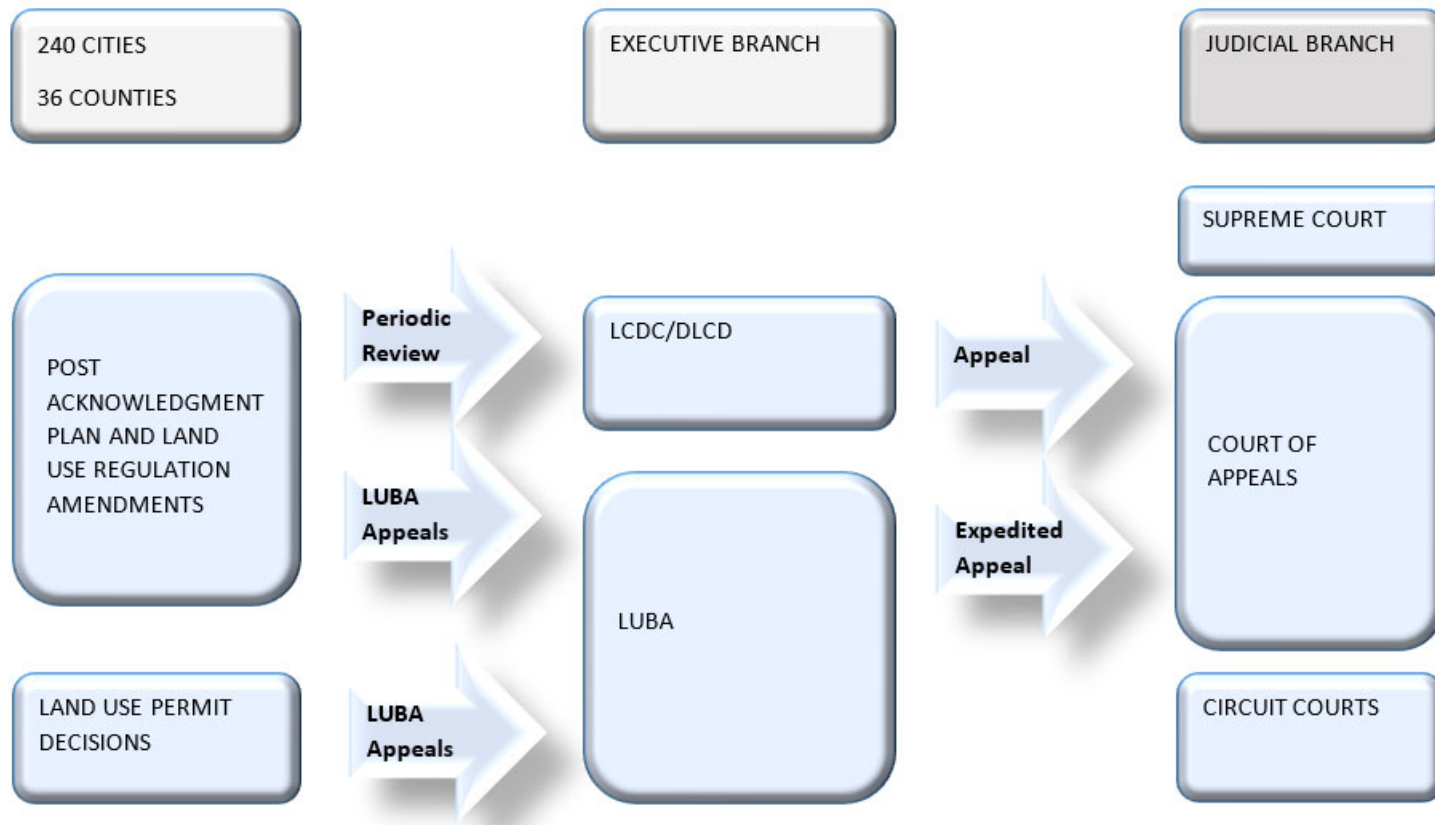 240 CITIES
36 COUNTIES
EXECUTIVE BRANCH
JUDICIAL BRANCH
SUPREME COURT
POST
ACKNOWLEDGMENT
PLAN AND LAND
USE REGULATION
AMENDMENTS
Periodic
Review
LCDC/DLCD
Appeal
LUBA
Appeals
LUBA
Expedited
Appeal
COURT OF
APPEALS
LAND USE PERMIT
DECISIONS
LUBA
Appeals
CIRCUIT COURTS